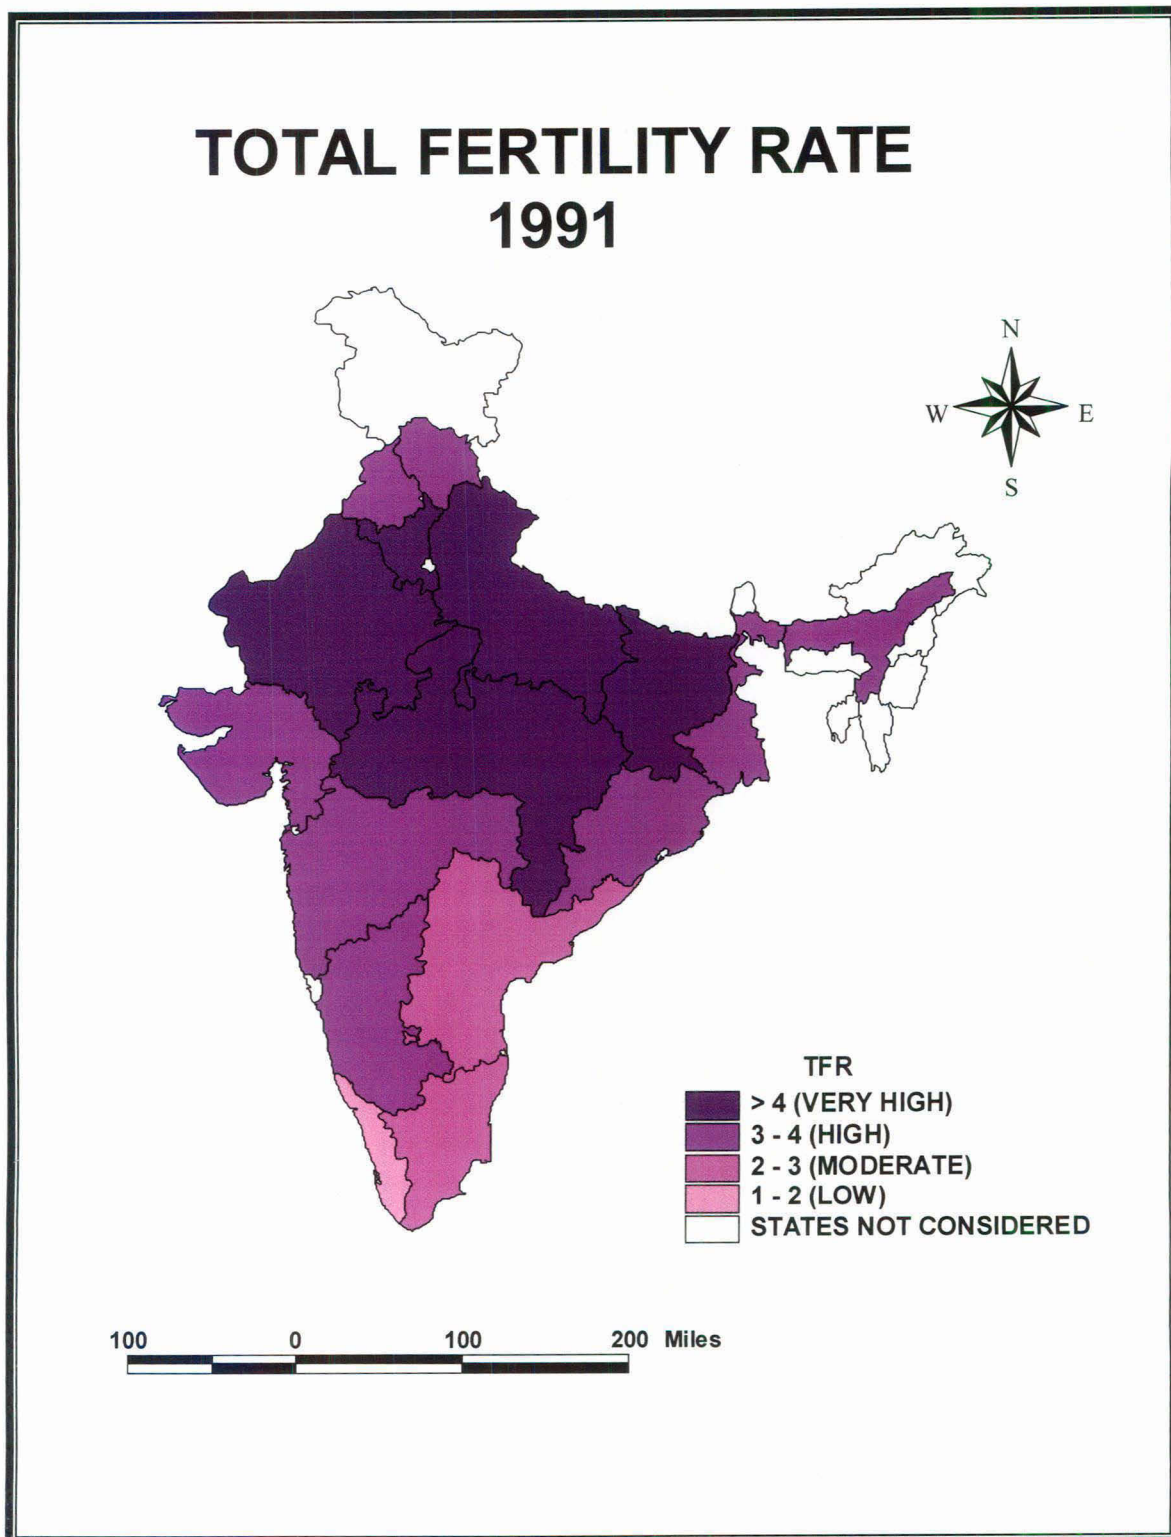 TOTAL FERTILITY RATE
1991
N
W E
S
TFR
> 4 (VERY HIGH)
3 - 4 (HIGH)
2 - 3 (MODERATE)
1 - 2 (LOW)
STATES NOT CONSIDERED
100 0 100 200 Miles